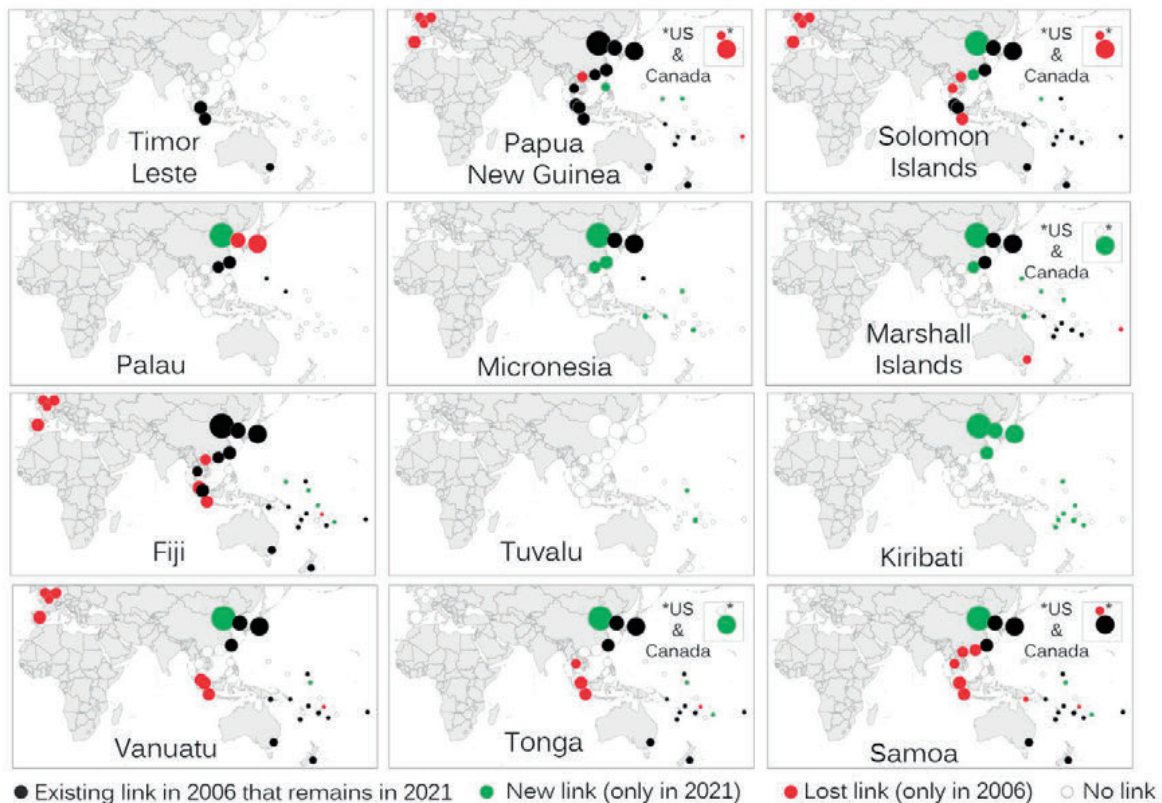 Timor
Leste
Papua
New Guinea
*US
&
Canada
*
Solomon
Islands
*US
&
Canada
*
Palau
Micronesia
Marshall
Islands
*US
&
Canada
*
Fiji
Tuvalu
Kiribati
Vanuatu
Tonga
*US
&
Canada
*
Samoa
*US
&
Canada
*
Existing link in 2006 that remains in 2021 New link (only in 2021) Lost link (only in 2006) No link